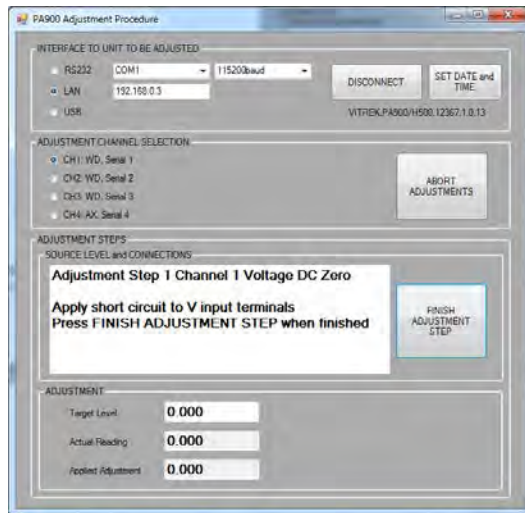 PA900 Adjustment Procedure
INTERFACE TO UNIT TO BE ADJUSTED
RS232 COM1 115200baud
LAN 192.168.0.3
USB
DISCONNECT
SET DATE and
TIME
VITREK,PA900/H500,12367,1.0.13
ADJUSTMENT CHANNEL SELECTION
CH1: WD, Serial 1
CH2: WD, Serial 2
CH3: WD, Serial 3
CH4: AX, Serial 4
ABORT
ADJUSTMENTS
ADJUSTMENT STEPS
SOURCE LEVEL and CONNECTIONS
Adjustment Step 1 Channel 1 Voltage DC Zero
Apply short circuit to V input terminals
Press FINISH ADJUSTMENT STEP when finished
FINISH
ADJUSTMENT
STEP
ADJUSTMENT
Target Level 0.000
Actual Reading 0.000
Applied Adjustment 0.000